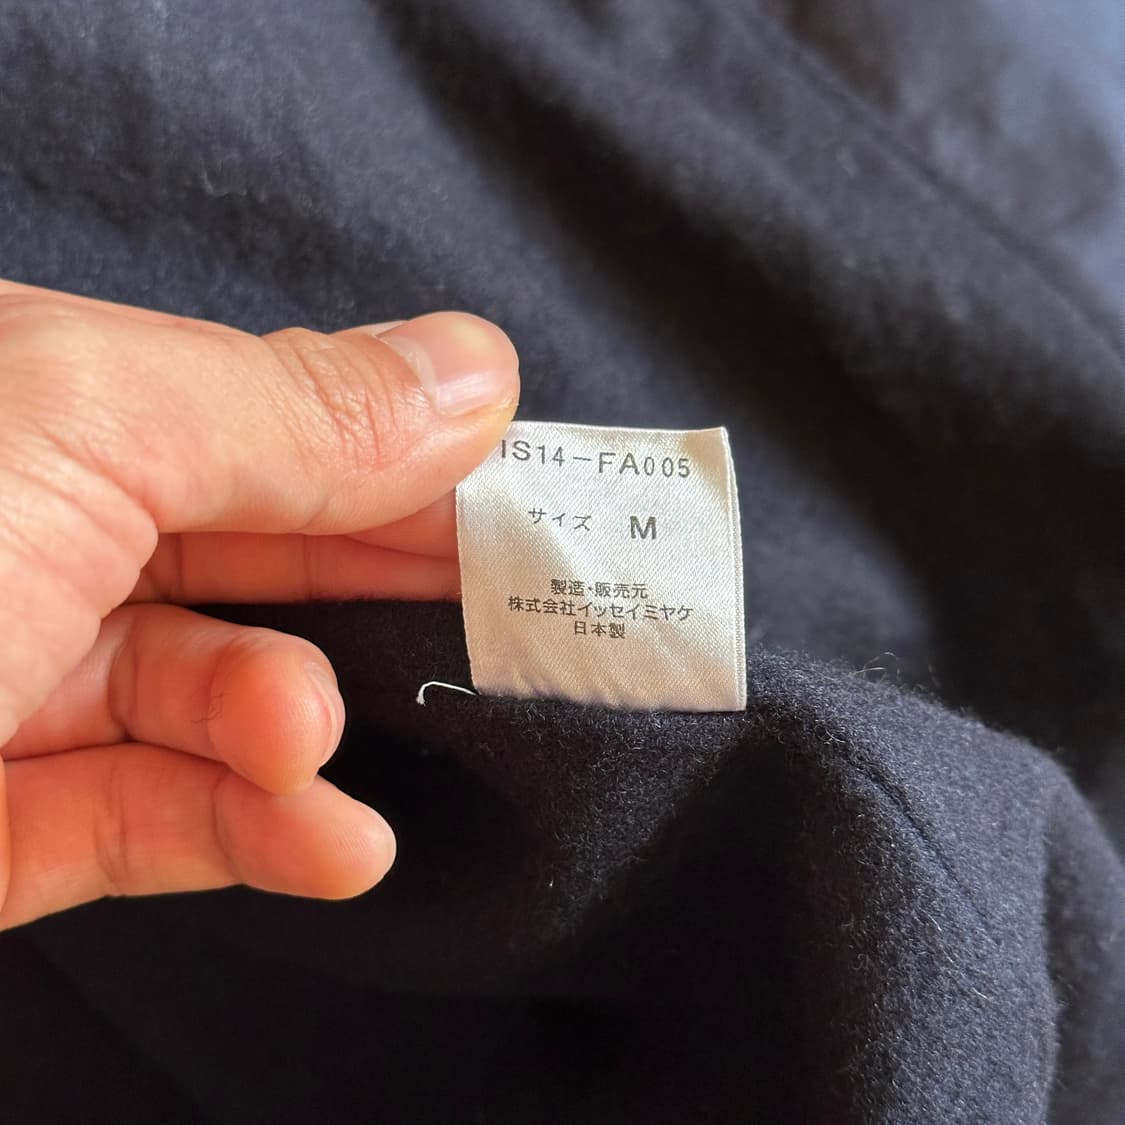 IS14-FA005
サイズ M
製造・販売元
株式会社イッセイミヤケ
日本製